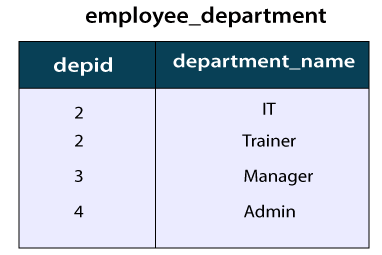 employee_department
depid department_name
2 IT
2 Trainer
3 Manager
4 Admin